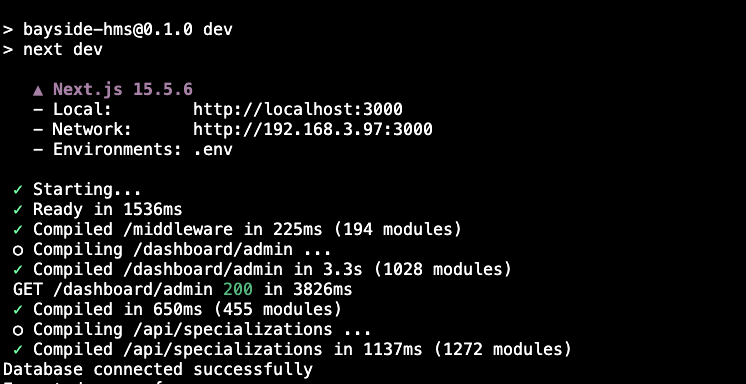 > bayside-hms@0.1.0 dev
> next dev
▲ Next.js 15.5.6
- Local: http://localhost:3000
- Network: http://192.168.3.97:3000
- Environments: .env
✓ Starting...
✓ Ready in 1536ms
✓ Compiled /middleware in 225ms (194 modules)
○ Compiling /dashboard/admin ...
✓ Compiled /dashboard/admin in 3.3s (1028 modules)
GET /dashboard/admin 200 in 3826ms
✓ Compiled in 650ms (455 modules)
○ Compiling /api/specializations ...
✓ Compiled /api/specializations in 1137ms (1272 modules)
Database connected successfully